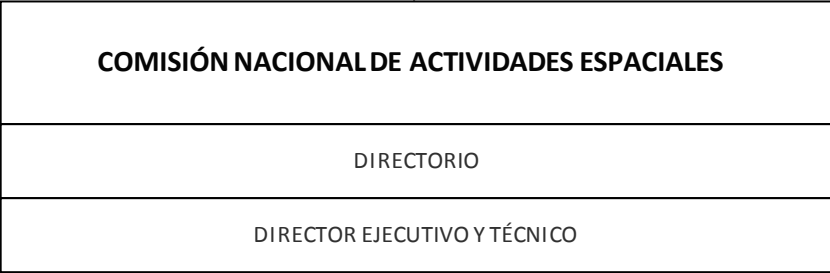 COMISIÓN NACIONAL DE ACTIVIDADES ESPACIALES
DIRECTORIO
DIRECTOR EJECUTIVO Y TÉCNICO